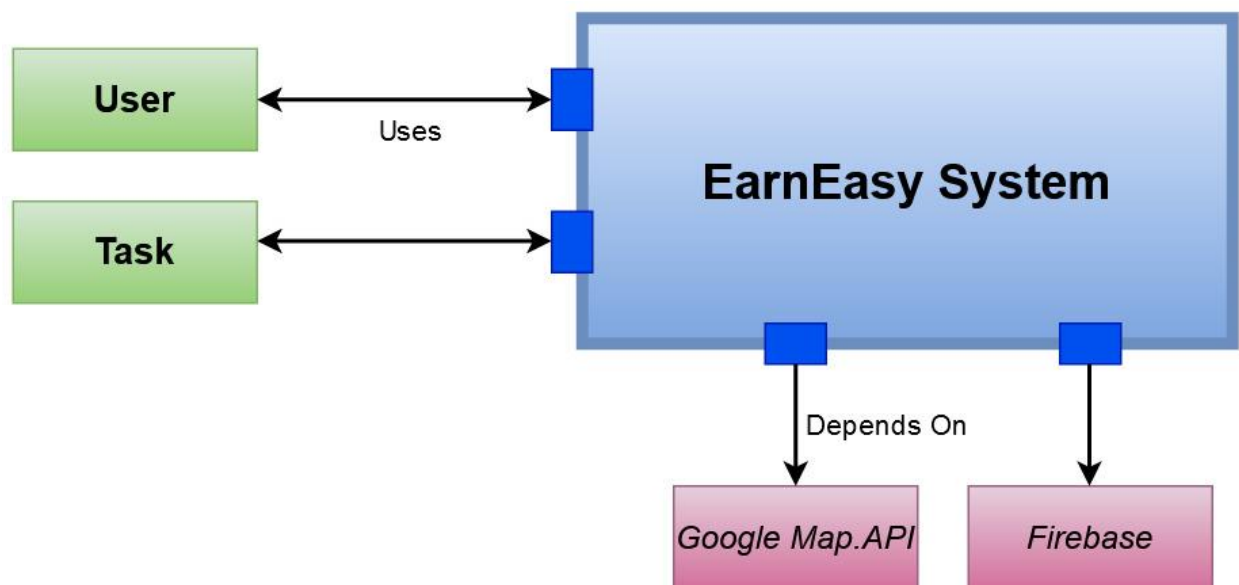 User
Uses
EarnEasy System
Task
Depends On
Google Map.API
Firebase